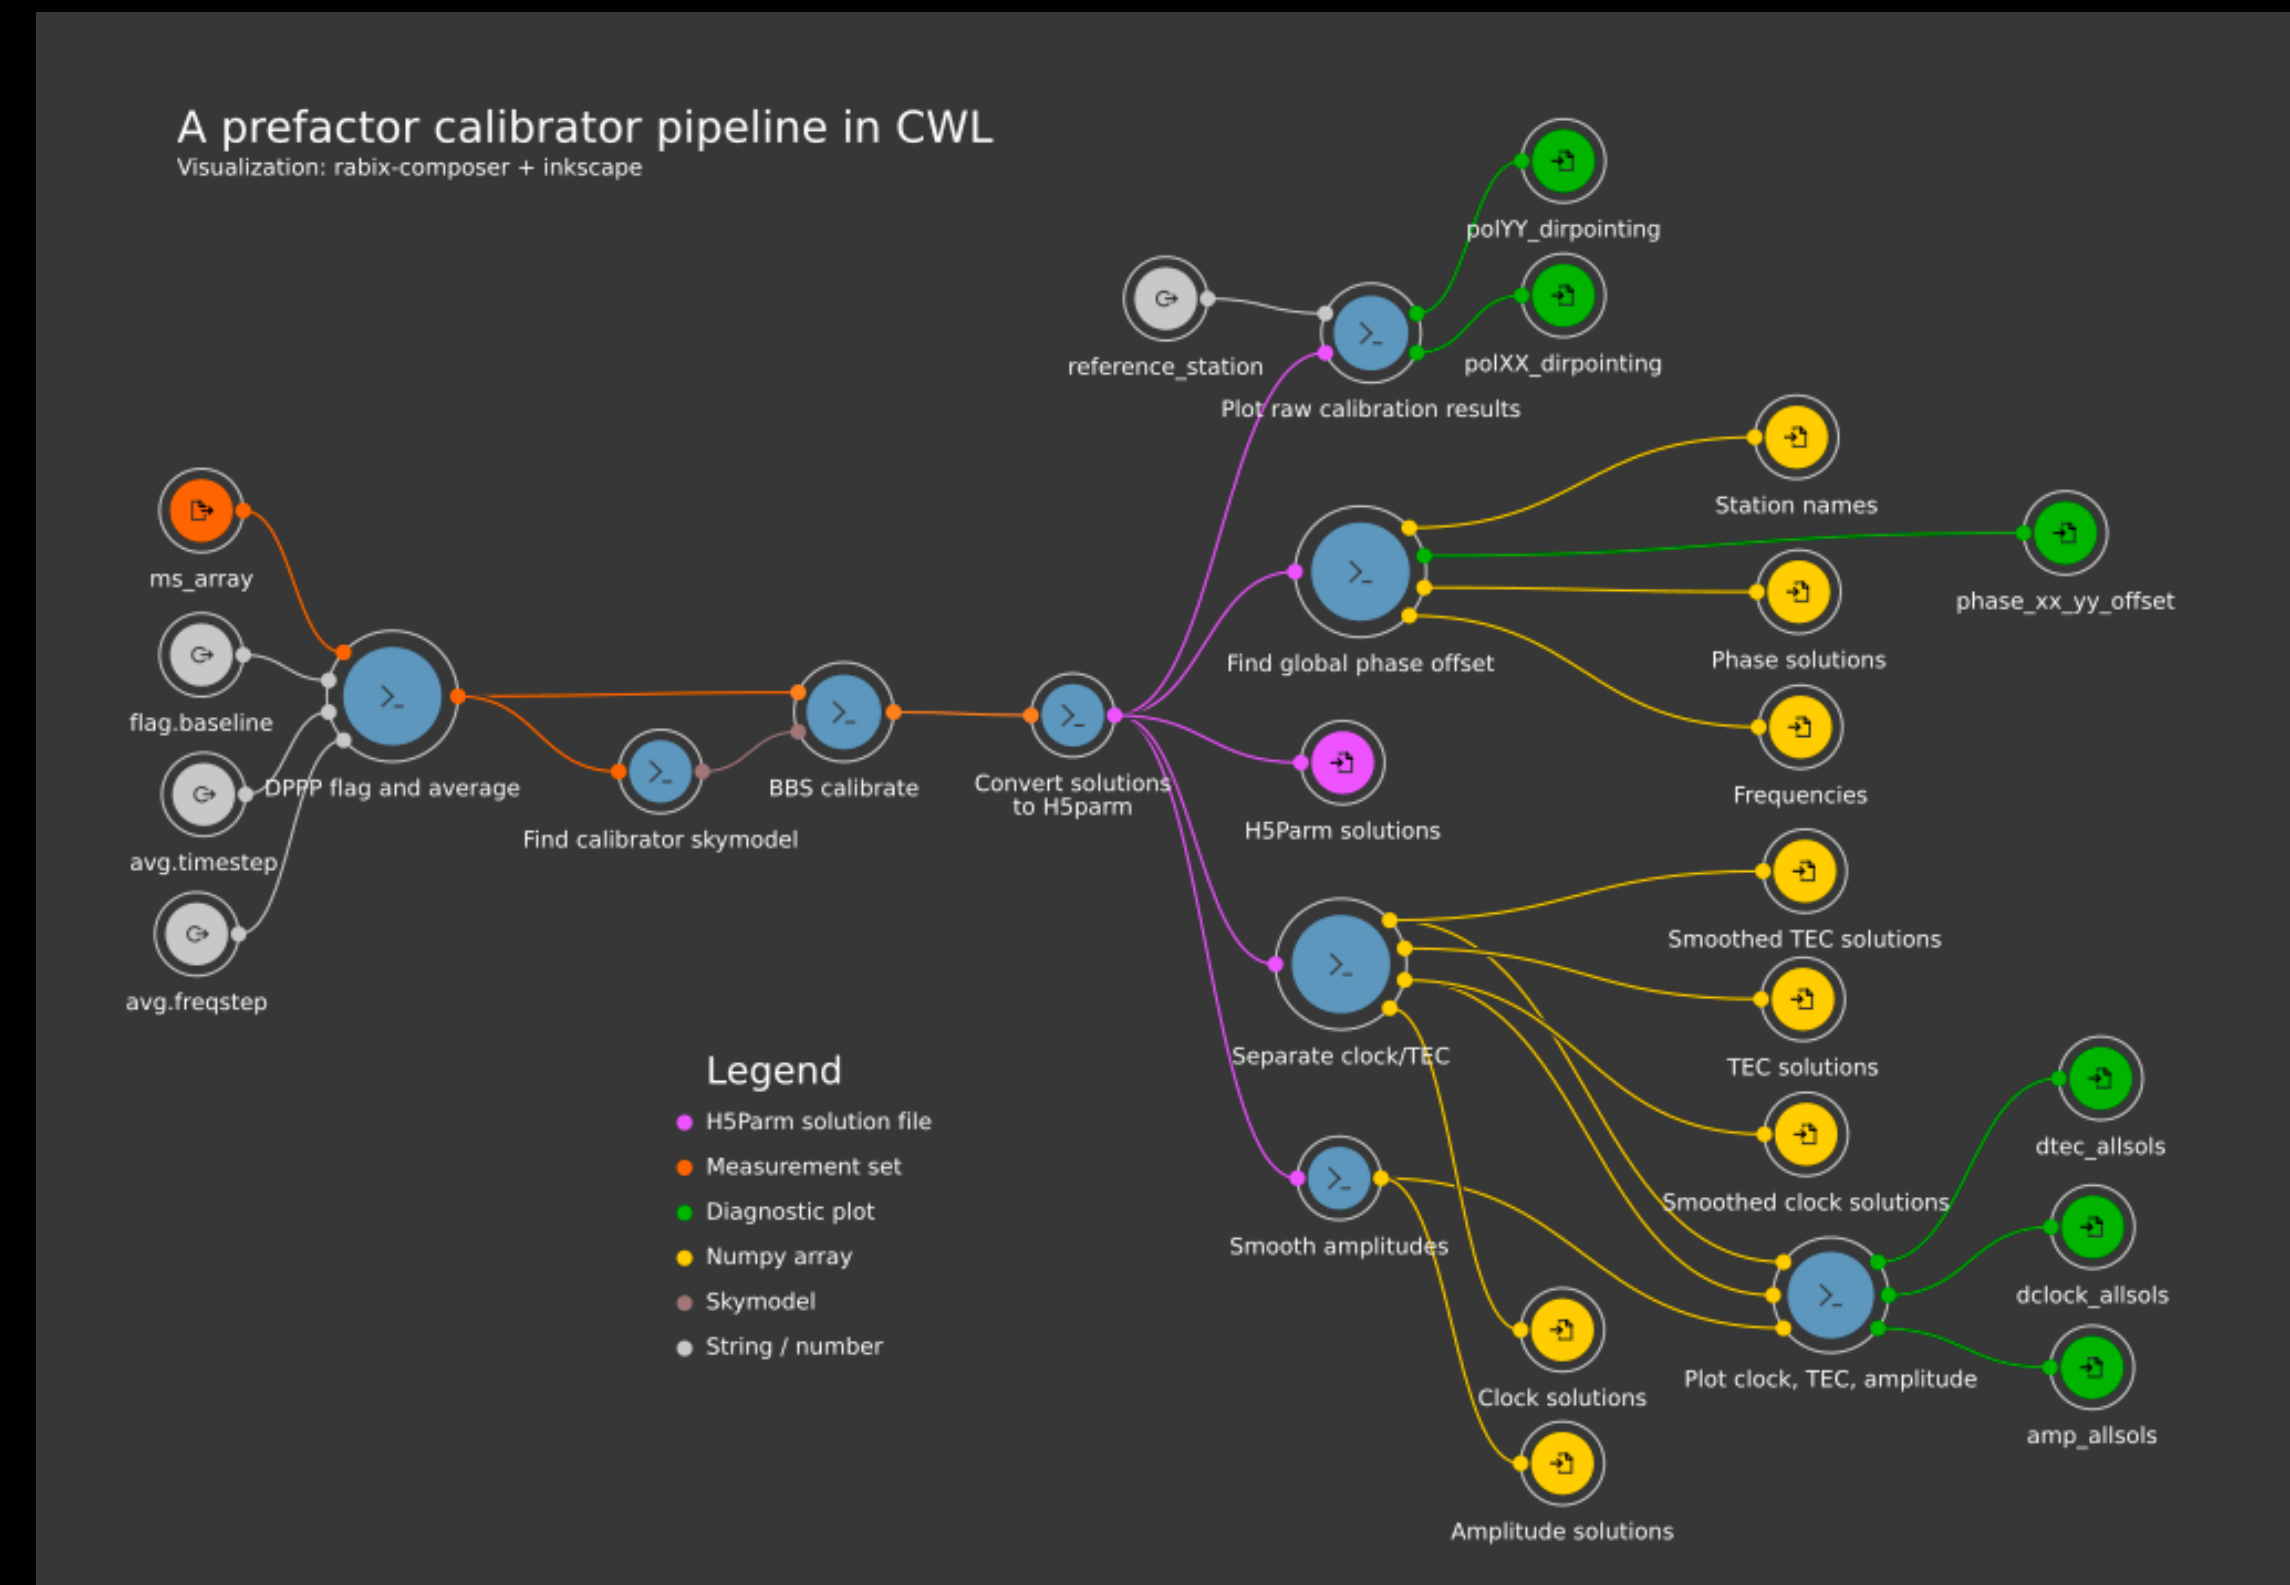 A prefactor calibrator pipeline in CWL
Visualization: rabix-composer + inkscape
polYY_dirpointing
reference_station
polXX_dirpointing
Plot raw calibration results
Station names
ms_array
phase_xx_yy_offset
Find global phase offset
Phase solutions
flag.baseline
DPPP flag and average
BBS calibrate
Convert solutions
to H5parm
Frequencies
Find calibrator skymodel
H5Parm solutions
avg.timestep
Smoothed TEC solutions
avg.freqstep
Separate clock/TEC
TEC solutions
Legend
H5Parm solution file
Measurement set
Diagnostic plot
Numpy array
Skymodel
String / number
dtec_allsols
Smoothed clock solutions
Smooth amplitudes
dclock_allsols
Plot clock, TEC, amplitude
Clock solutions
amp_allsols
Amplitude solutions